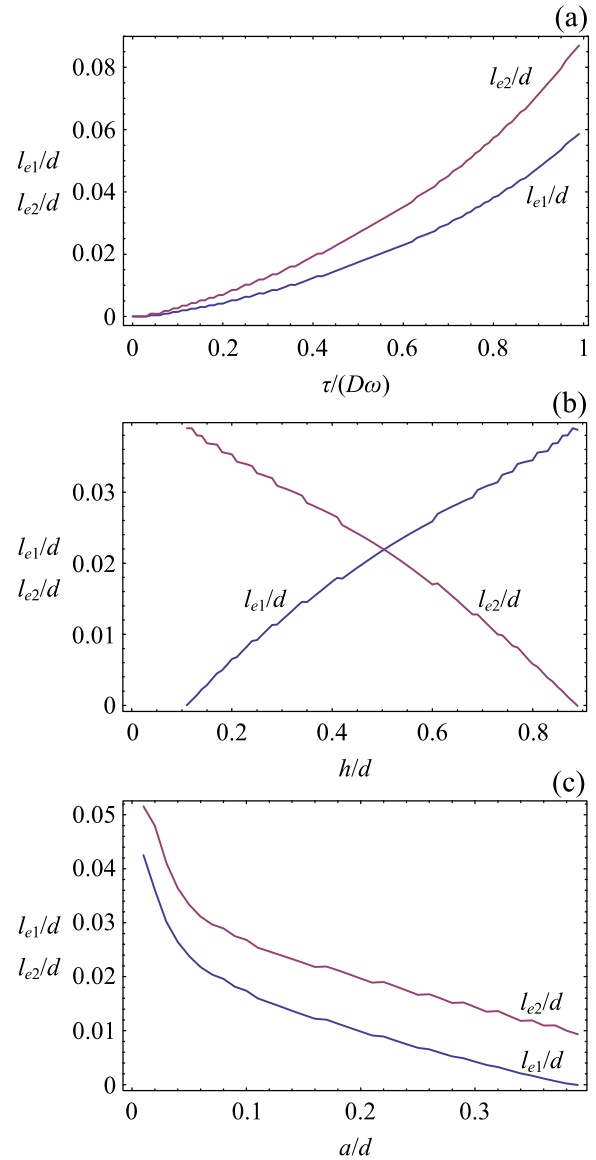 (a)
0.08
l_e2/d
0.06
l_e1/d
0.04
l_e1/d
l_e2/d
0.02
0
0.2 0.4 0.6 0.8 1
τ/(Dω)
(b)
0.03
l_e1/d
0.02
l_e2/d
l_e1/d l_e2/d
0.01
0
0 0.2 0.4 0.6 0.8
h/d
(c)
0.05
0.04
l_e1/d
0.03
l_e2/d
0.02
l_e2/d
0.01
l_e1/d
0
0 0.1 0.2 0.3
a/d